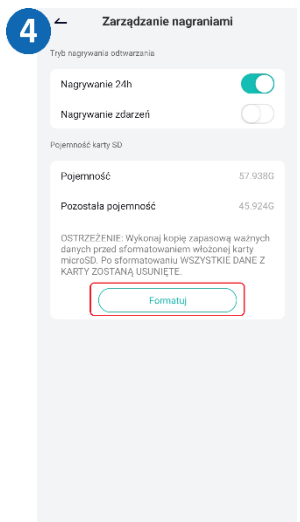 4
Zarządzanie nagraniami
Tryb nagrywania odtwarzania
Nagrywanie 24h
Nagrywanie zdarzeń
Pojemność karty SD
Pojemność 57.938G
Pozostała pojemność 45.924G
OSTRZEŻENIE: Wykonaj kopię zapasową ważnych
danych przed sformatowaniem włożonej karty
microSD. Po sformatowaniu WSZYSTKIE DANE Z
KARTY ZOSTANĄ USUNIĘTE.
Formatuj